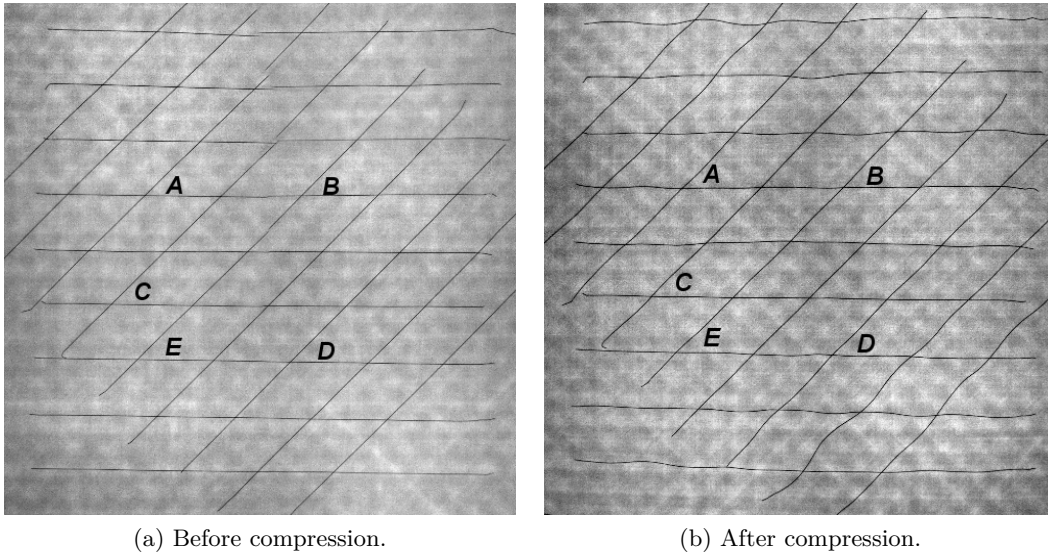 A B
C
E D
A B
C
E D
(a) Before compression.
(b) After compression.